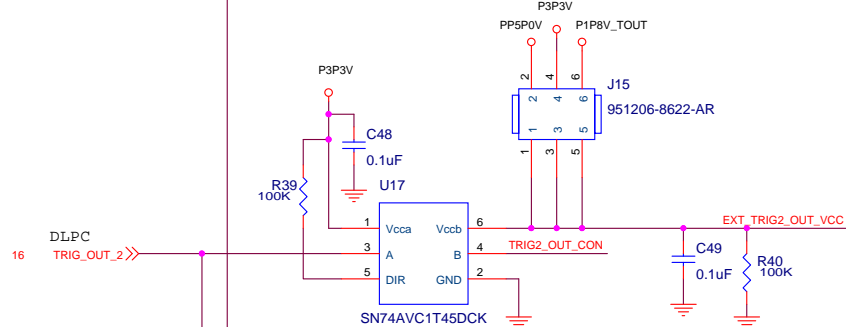 P3P3V
PP5P0V
P1P8V_TOUT
2
4
6
J15
2
4
6
951206-8622-AR
1
3
5
1
3
5
P3P3V
C48
0.1uF
R39
100K
U17
1
Vcca
Vccb
6
EXT_TRIG2_OUT_VCC
DLPC
16
TRIG_OUT_2
3
A
B
4
TRIG2_OUT_CON
5
DIR
GND
2
C49
0.1uF
R40
100K
SN74AVC1T45DCK